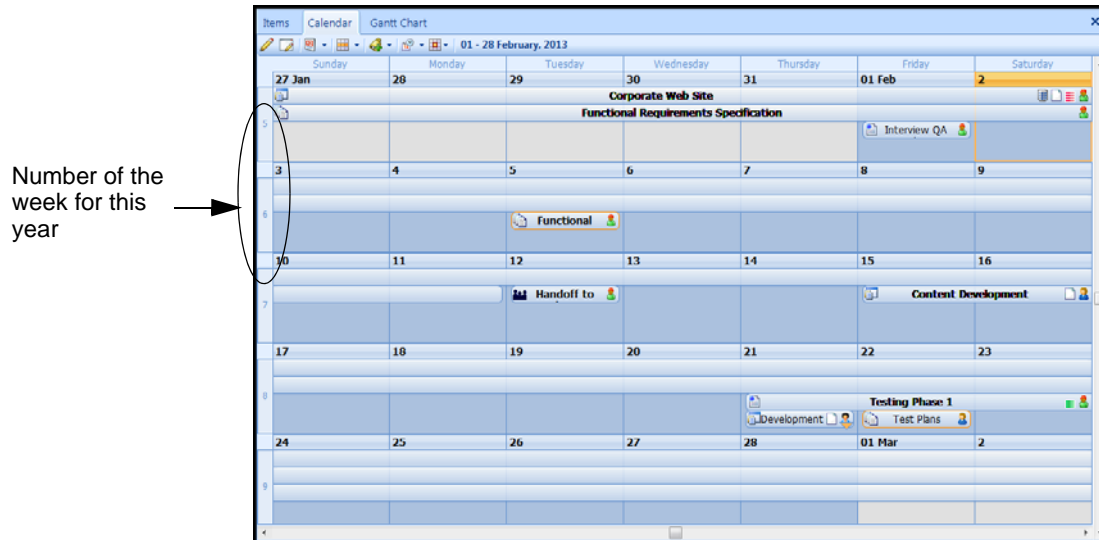 Items Calendar Gantt Chart
01 - 28 February, 2013
Sunday Monday Tuesday Wednesday Thursday Friday Saturday
27 Jan 28 29 30 31 01 Feb 2
Corporate Web Site
Functional Requirements Specification
5
Interview QA
3 4 5 6 7 8 9
Number of the
week for this
year
6
Functional
10 11 12 13 14 15 16
Handoff to
Content Development
7
17 18 19 20 21 22 23
8
Testing Phase 1
Development
Test Plans
24 25 26 27 28 01 Mar 2
9